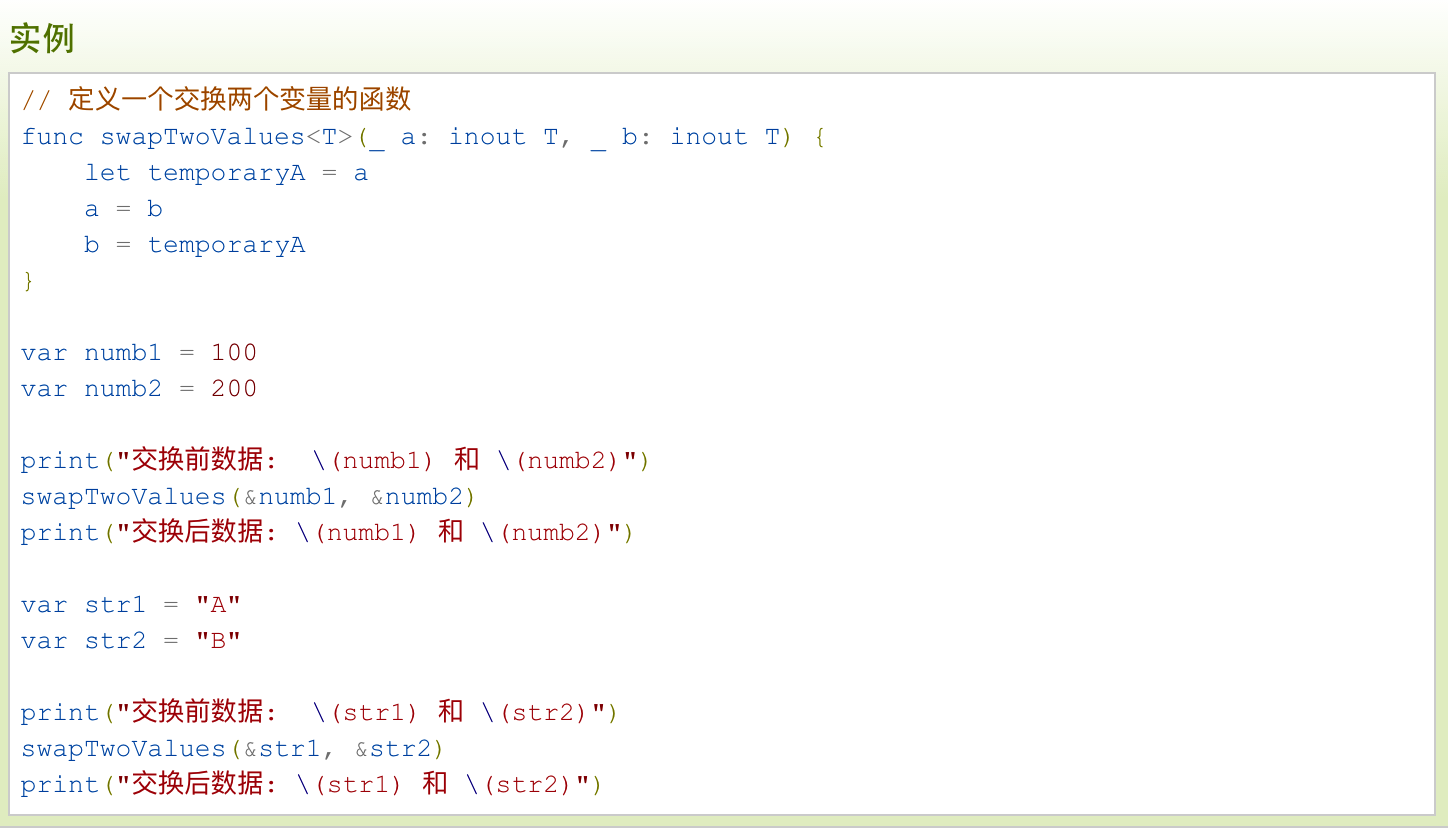 实例
// 定义一个交换两个变量的函数
func swapTwoValues<T>(_ a: inout T, _ b: inout T) {
    let temporaryA = a
    a = b
    b = temporaryA
}
var numb1 = 100
var numb2 = 200
print("交换前数据:  \(numb1) 和 \(numb2)")
swapTwoValues(&numb1, &numb2)
print("交换后数据: \(numb1) 和 \(numb2)")
var str1 = "A"
var str2 = "B"
print("交换前数据:  \(str1) 和 \(str2)")
swapTwoValues(&str1, &str2)
print("交换后数据: \(str1) 和 \(str2)")